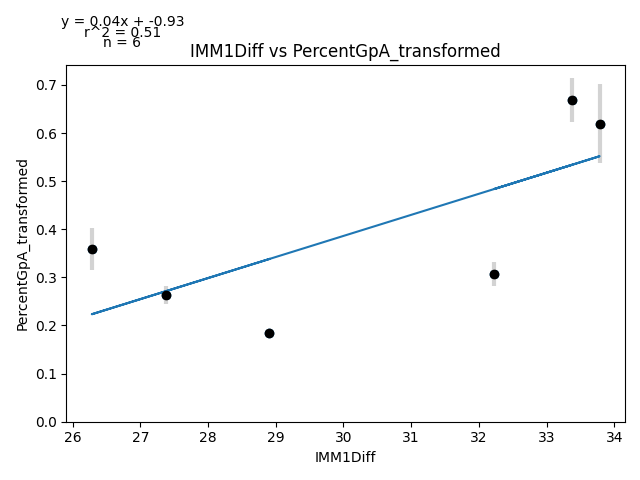 y = 0.04x + -0.93
r^2 = 0.51
n = 6
IMM1Diff vs PercentGpA_transformed
0.7
0.6
0.5
0.4
0.3
0.2
0.1
0.0
PercentGpA_transformed
26 27 28 29 30 31 32 33 34
IMM1Diff